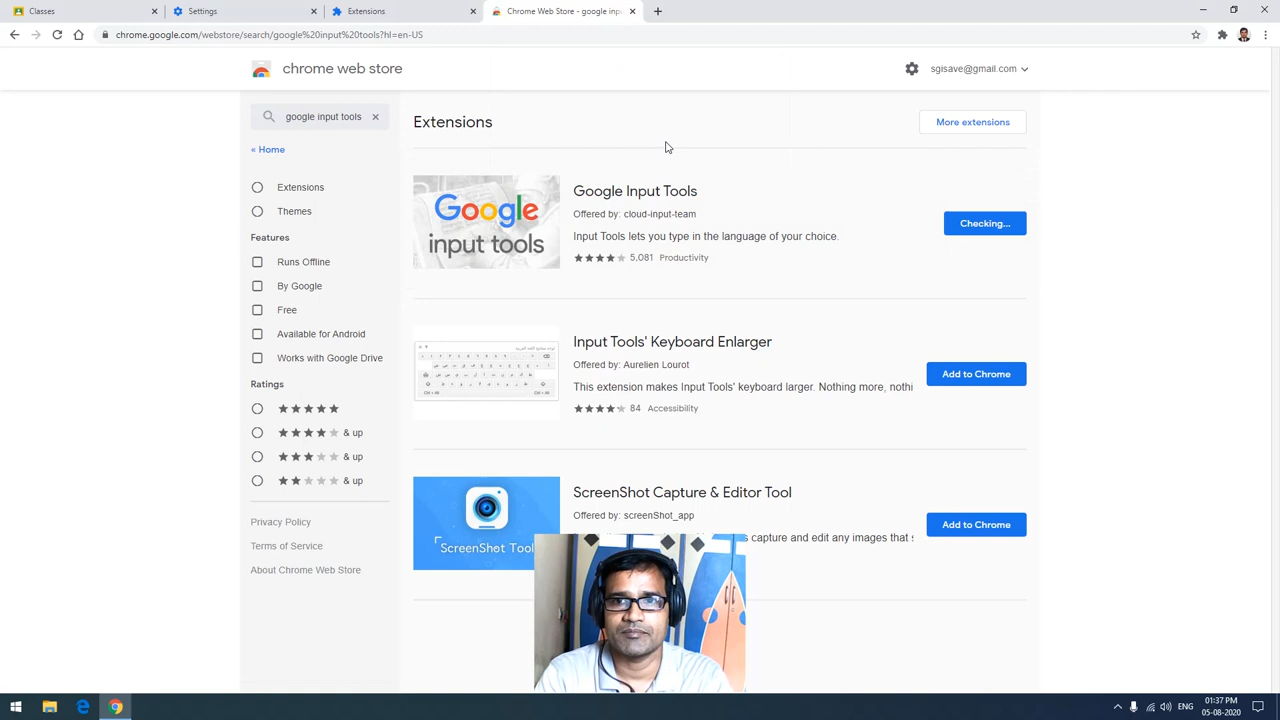 Classes
Settings
Extensions
Chrome Web Store - google inpu
chrome.google.com/webstore/search/google%20input%20tools?hl=en-US
chrome web store
sgisave@gmail.com
google input tools
« Home
Extensions
Themes
Features
Runs Offline
By Google
Free
Available for Android
Works with Google Drive
Ratings
& up
& up
& up
Privacy Policy
Terms of Service
About Chrome Web Store
Extensions
More extensions
Google
input tools
Google Input Tools
Offered by: cloud-input-team
Input Tools lets you type in the language of your choice.
5,081 Productivity
Checking...
Input Tools' Keyboard Enlarger
Offered by: Aurelien Lourot
This extension makes Input Tools' keyboard larger. Nothing more, nothi
84 Accessibility
Add to Chrome
ScreenShot Tool
ScreenShot Capture & Editor Tool
Offered by: screenShot_app
s capture and edit any images that s
Add to Chrome
ENG
01:37 PM
05-08-2020